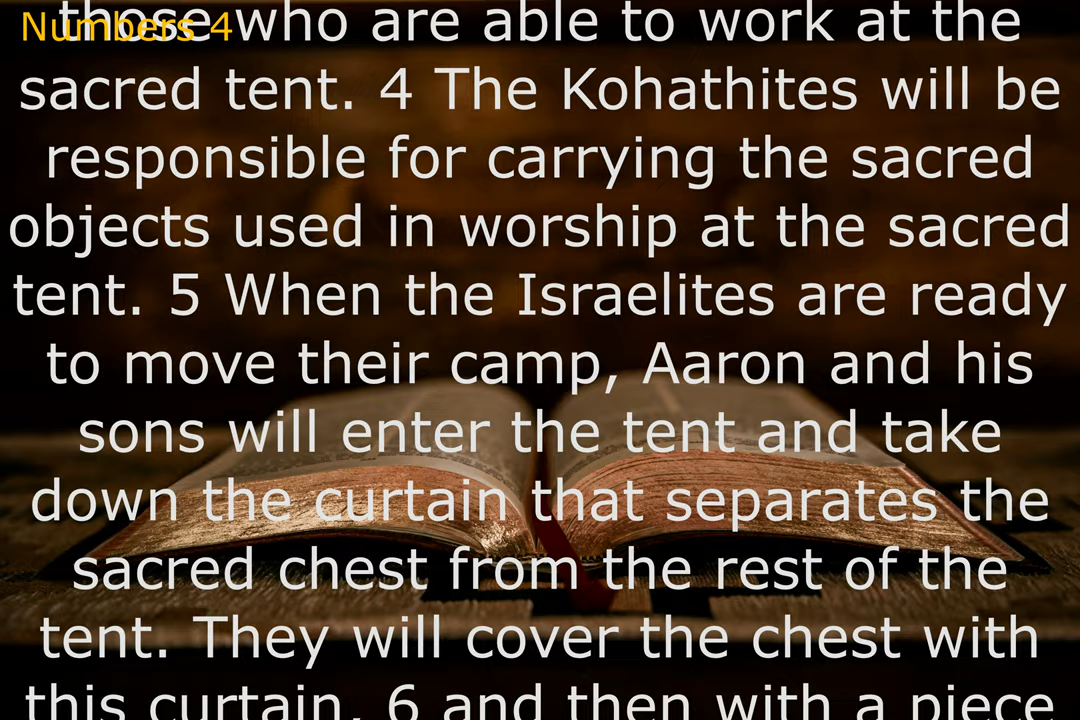 Numbers 4
those who are able to work at the
sacred tent. 4 The Kohathites will be
responsible for carrying the sacred
objects used in worship at the sacred
tent. 5 When the Israelites are ready
to move their camp, Aaron and his
sons will enter the tent and take
down the curtain that separates the
sacred chest from the rest of the
tent. They will cover the chest with
this curtain, 6 and then with a piece